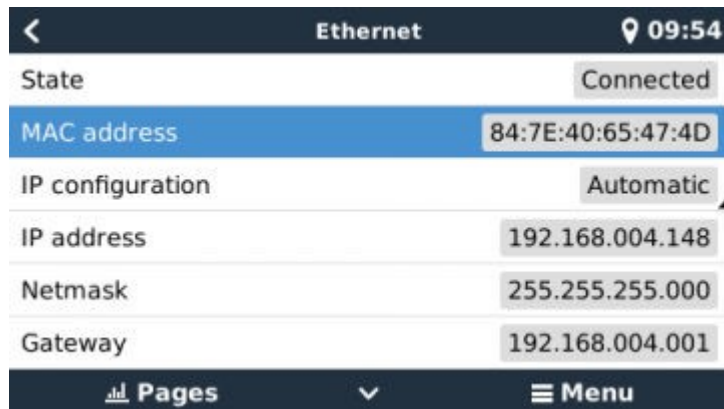 Ethernet 09:54
State Connected
MAC address 84:7E:40:65:47:4D
IP configuration Automatic
IP address 192.168.004.148
Netmask 255.255.255.000
Gateway 192.168.004.001
Pages Menu